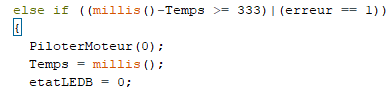 else if ((millis()-Temps >= 333)|(erreur == 1))
{
PiloterMoteur(0);
Temps = millis();
etatLEDB = 0;